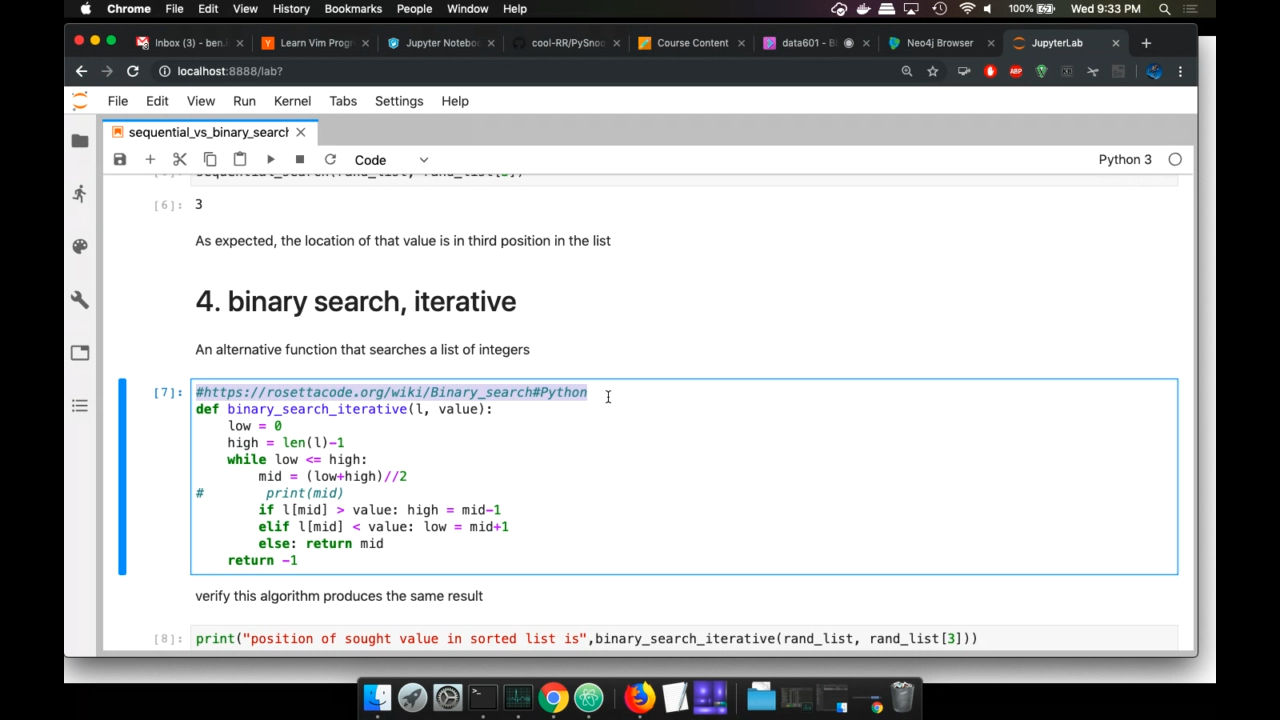 Chrome File Edit View History Bookmarks People Window Help 100% Wed 9:33 PM
Inbox (3) - ben.i Learn Vim Progr Jupyter Noteboo cool-RR/PySnoo Course Content data601 - B Neo4j Browser JupyterLab
localhost:8888/lab?
File Edit View Run Kernel Tabs Settings Help
sequential_vs_binary_search
Code Python 3
sequential_search(rand_list, rand_list[3])
[6]: 3
As expected, the location of that value is in third position in the list
4. binary search, iterative
An alternative function that searches a list of integers
[7]: #https://rosettacode.org/wiki/Binary_search#Python
def binary_search_iterative(l, value):
low = 0
high = len(l)-1
while low <= high:
mid = (low+high)//2
# print(mid)
if l[mid] > value: high = mid-1
elif l[mid] < value: low = mid+1
else: return mid
return -1
verify this algorithm produces the same result
[8]: print("position of sought value in sorted list is",binary_search_iterative(rand_list, rand_list[3]))